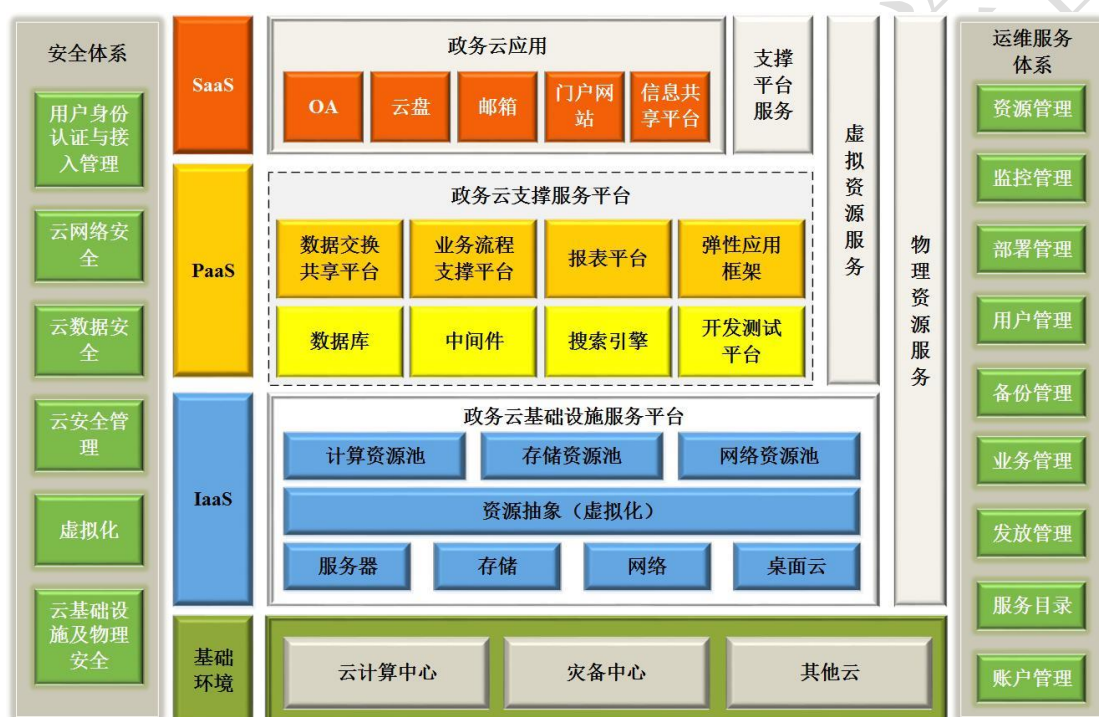 安全体系
用户身份
认证与接
入管理
云网络安
全
云数据安
全
云安全管
理
虚拟化
云基础设
施及物理
安全
SaaS
政务云应用
OA
云盘
邮箱
门户网
站
信息共
享平台
支撑
平台
服务
PaaS
政务云支撑服务平台
数据交换
共享平台
业务流程
支撑平台
报表平台
弹性应用
框架
数据库
中间件
搜索引擎
开发测试
平台
虚
拟
资
源
服
务
物
理
资
源
服
务
IaaS
政务云基础设施服务平台
计算资源池
存储资源池
网络资源池
资源抽象（虚拟化）
服务器
存储
网络
桌面云
基础
环境
云计算中心
灾备中心
其他云
运维服务
体系
资源管理
监控管理
部署管理
用户管理
备份管理
业务管理
发放管理
服务目录
账户管理